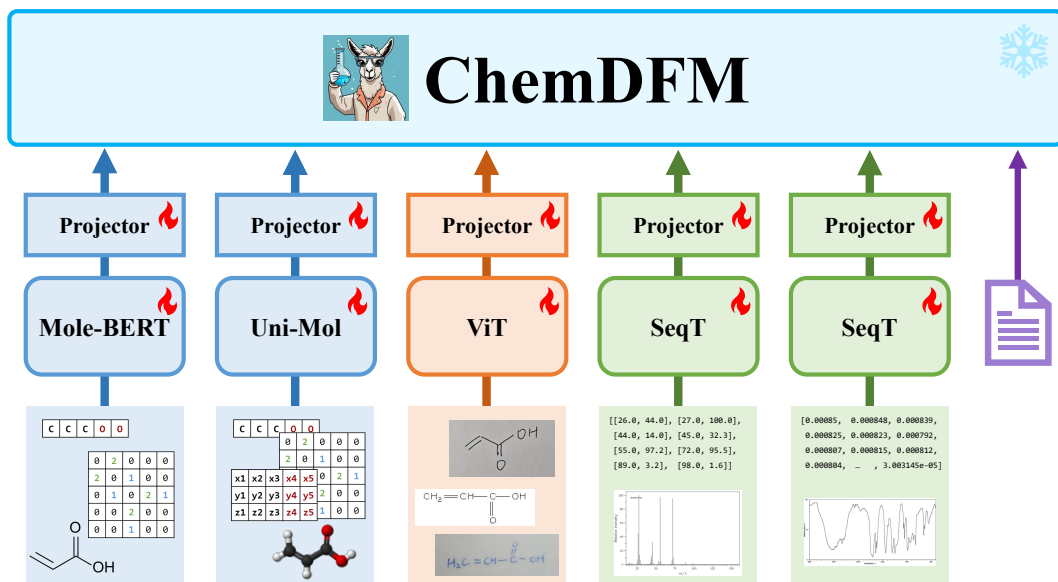 ChemDFM
Projector
Projector
Projector
Projector
Projector
Mole-BERT
Uni-Mol
ViT
SeqT
SeqT
C C C O O
0 2 0 0 0
2 0 1 0 0
0 1 0 2 1
0 0 2 0 0
0 0 1 0 0
O
OH
C C C O O
0 2 0 0 0
2 0 1 0 0
0 2 1
2 0 0
1 0 0
x1 x2 x3 x4 x5
y1 y2 y3 y4 y5
z1 z2 z3 z4 z5
OH
O
CH2=CH-C-OH
O
O
H2C=CH-C-OH
[[26.0, 44.0], [27.0, 100.0],
[44.0, 14.0], [45.0, 32.3],
[55.0, 97.2], [72.0, 95.5],
[89.0, 3.2], [98.0, 1.6]]
m/z
[0.00085, 0.000848, 0.000839,
0.000825, 0.000823, 0.000792,
0.000807, 0.000815, 0.000812,
0.000804, … , 3.003145e-05]